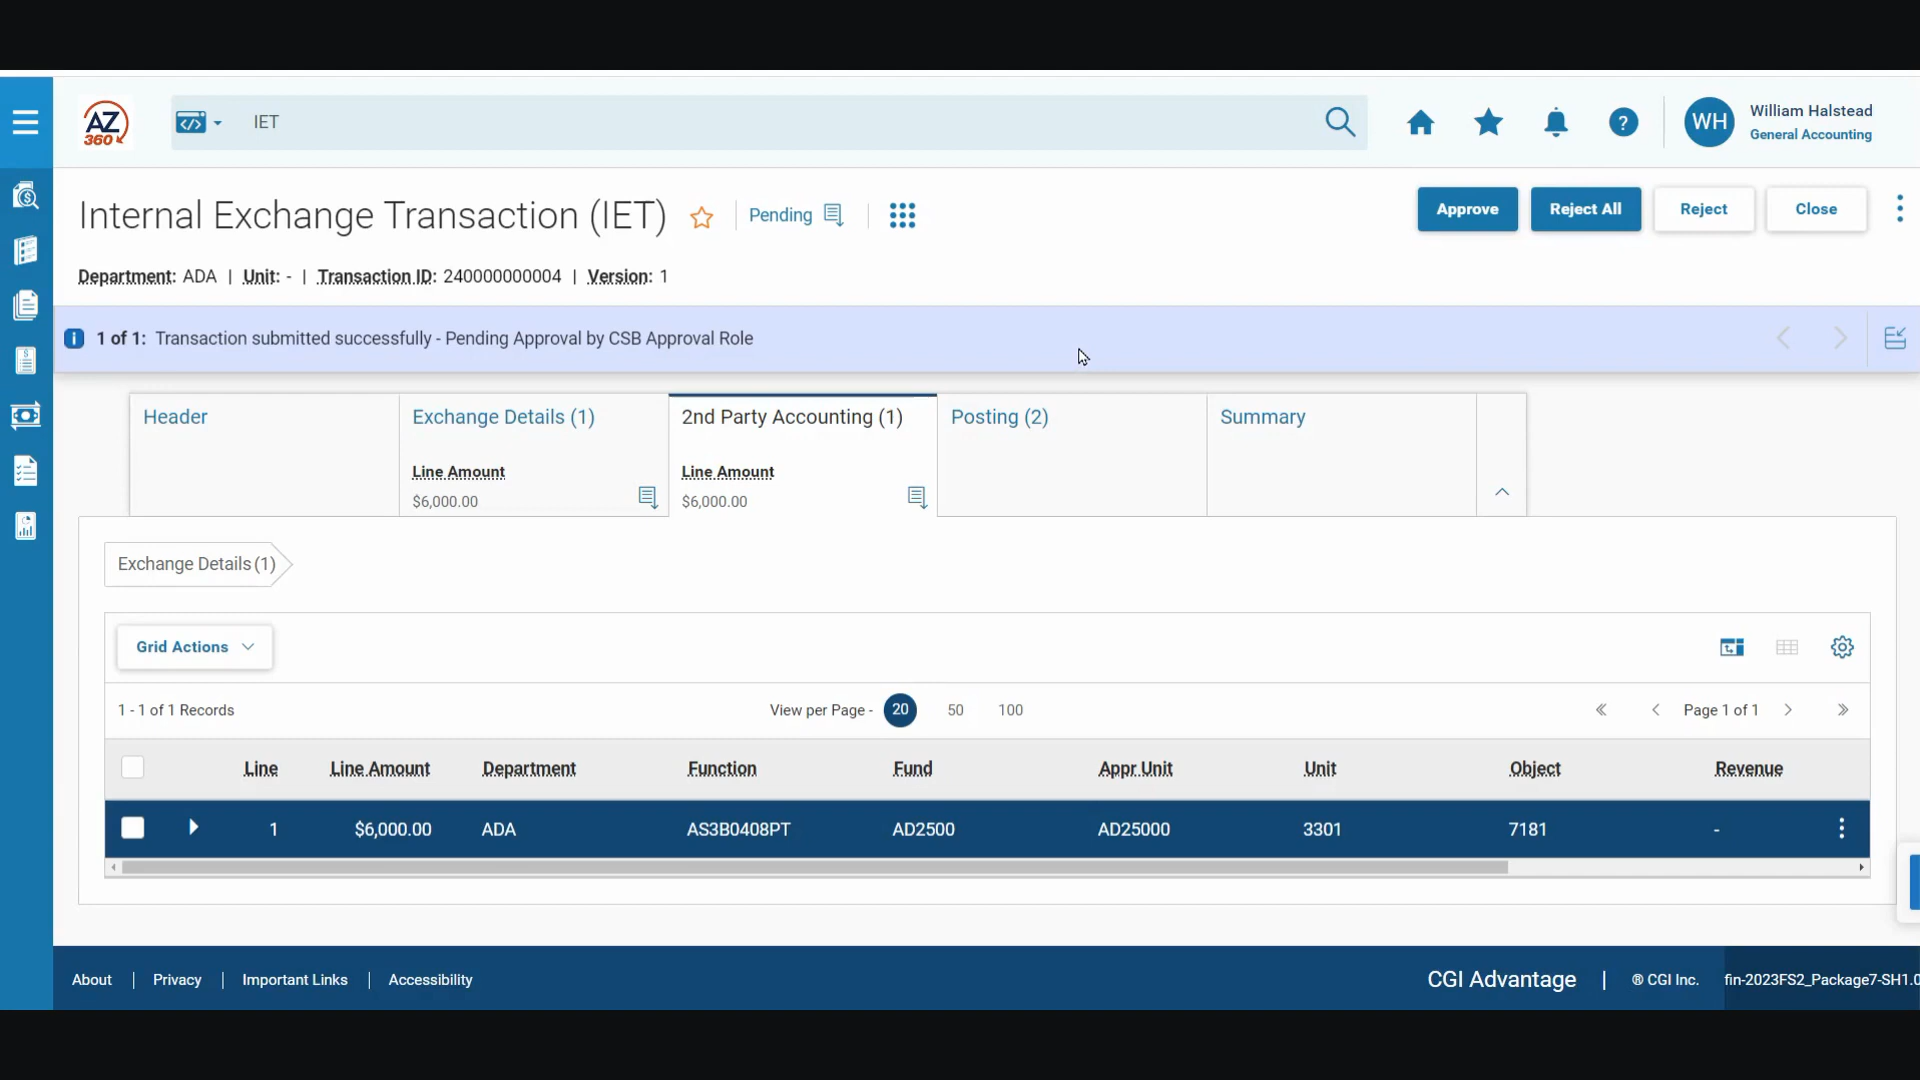 AZ
360
IET
?
WH
William Halstead
General Accounting
Internal Exchange Transaction (IET)
Pending
Approve
Reject All
Reject
Close
Department: ADA | Unit: - | Transaction ID: 240000000004 | Version: 1
i
1 of 1: Transaction submitted successfully - Pending Approval by CSB Approval Role
Header
Exchange Details (1)
Line Amount
$6,000.00
2nd Party Accounting (1)
Line Amount
$6,000.00
Posting (2)
Summary
Exchange Details (1)
Grid Actions
1 - 1 of 1 Records
View per Page - 20 50 100
Page 1 of 1
Line Line Amount Department Function Fund Appr Unit Unit Object Revenue
1 $6,000.00 ADA AS3B0408PT AD2500 AD25000 3301 7181 -
About | Privacy | Important Links | Accessibility
CGI Advantage | ® CGI Inc. fin-2023FS2_Package7-SH1.0